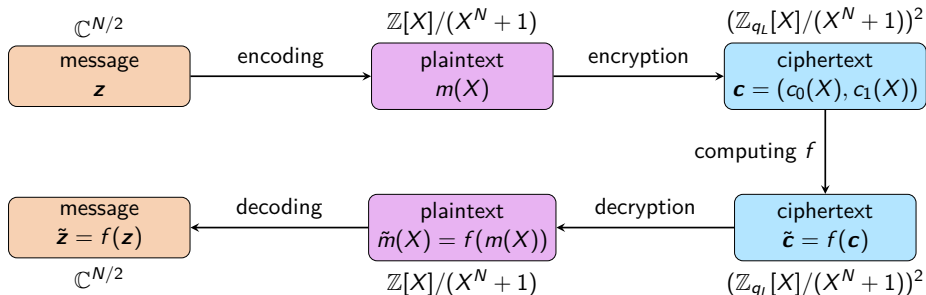 ℂ^{N/2}
ℤ[X]/(X^N + 1)
(ℤ_{q_L}[X]/(X^N + 1))^2
message
z
encoding
plaintext
m(X)
encryption
ciphertext
c = (c_0(X), c_1(X))
computing f
message
z̃ = f(z)
decoding
plaintext
m̃(X) = f(m(X))
decryption
ciphertext
c̃ = f(c)
ℂ^{N/2}
ℤ[X]/(X^N + 1)
(ℤ_{q_L}[X]/(X^N + 1))^2